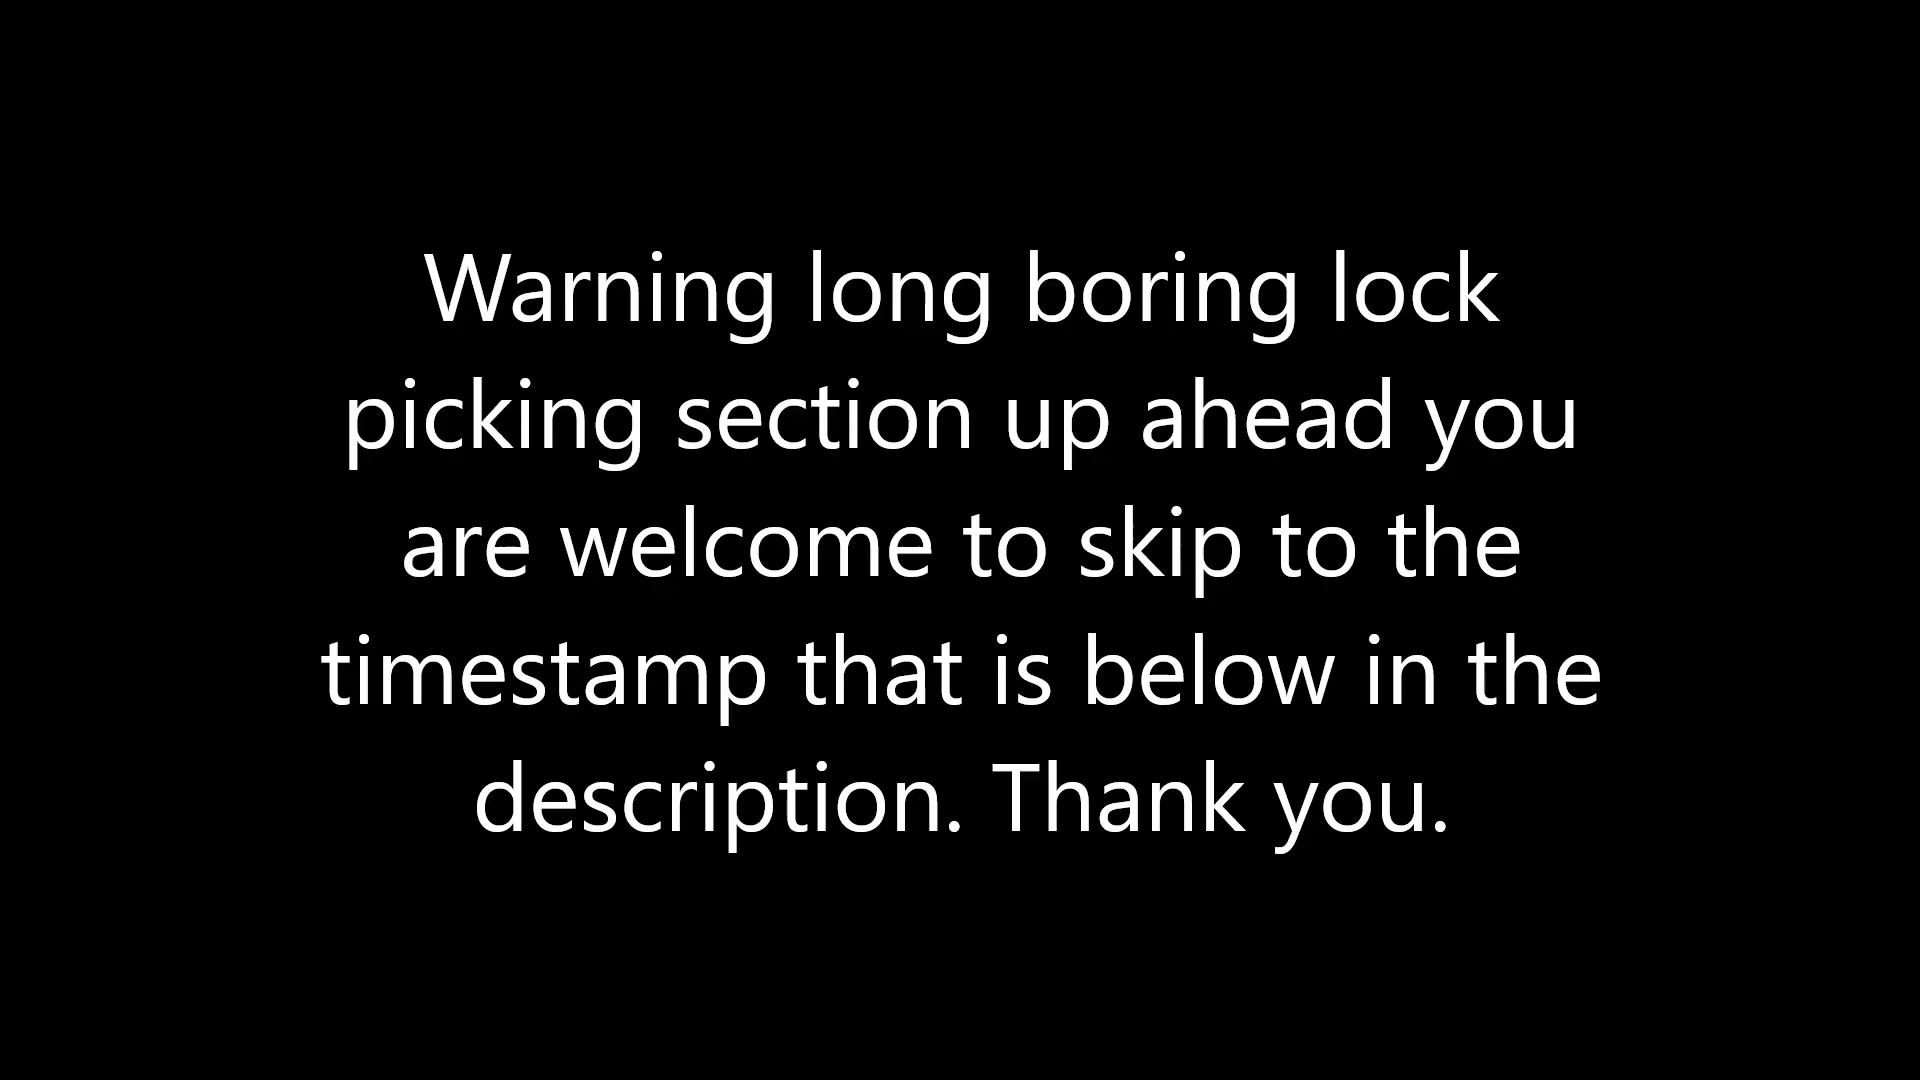 Warning long boring lock
picking section up ahead you
are welcome to skip to the
timestamp that is below in the
description. Thank you.